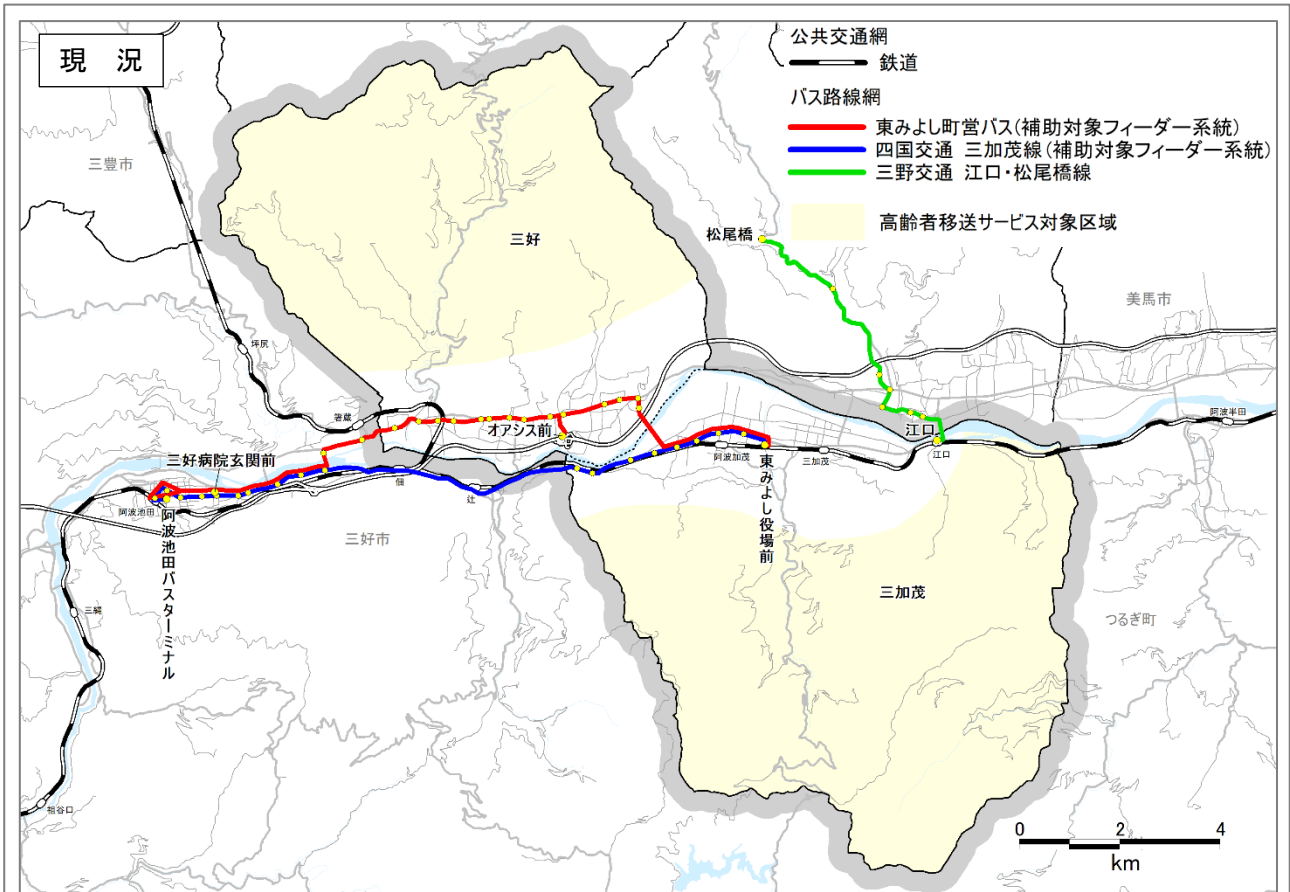 現　況
公共交通網
鉄道
バス路線網
東みよし町営バス(補助対象フィーダー系統)
四国交通　三加茂線(補助対象フィーダー系統)
三野交通　江口・松尾橋線
高齢者移送サービス対象区域
三豊市
三好
松尾橋
美馬市
坪尻
箸蔵
オアシス前
江口
江口
阿波半田
三好病院玄関前
阿波加茂
三加茂
佃
辻
阿波池田
阿波池田バスターミナル
東みよし役場前
三好市
三加茂
三縄
つるぎ町
祖谷口
0 2 4
km